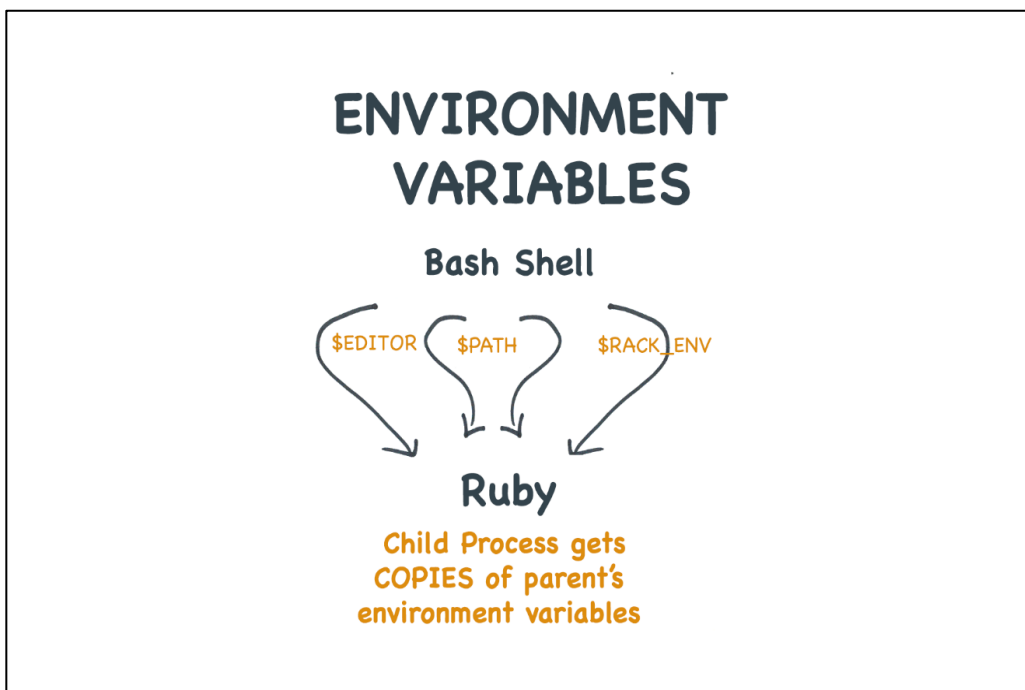 ENVIRONMENT
VARIABLES
Bash Shell
$EDITOR $PATH $RACK_ENV
Ruby
Child Process gets
COPIES of parent's
environment variables